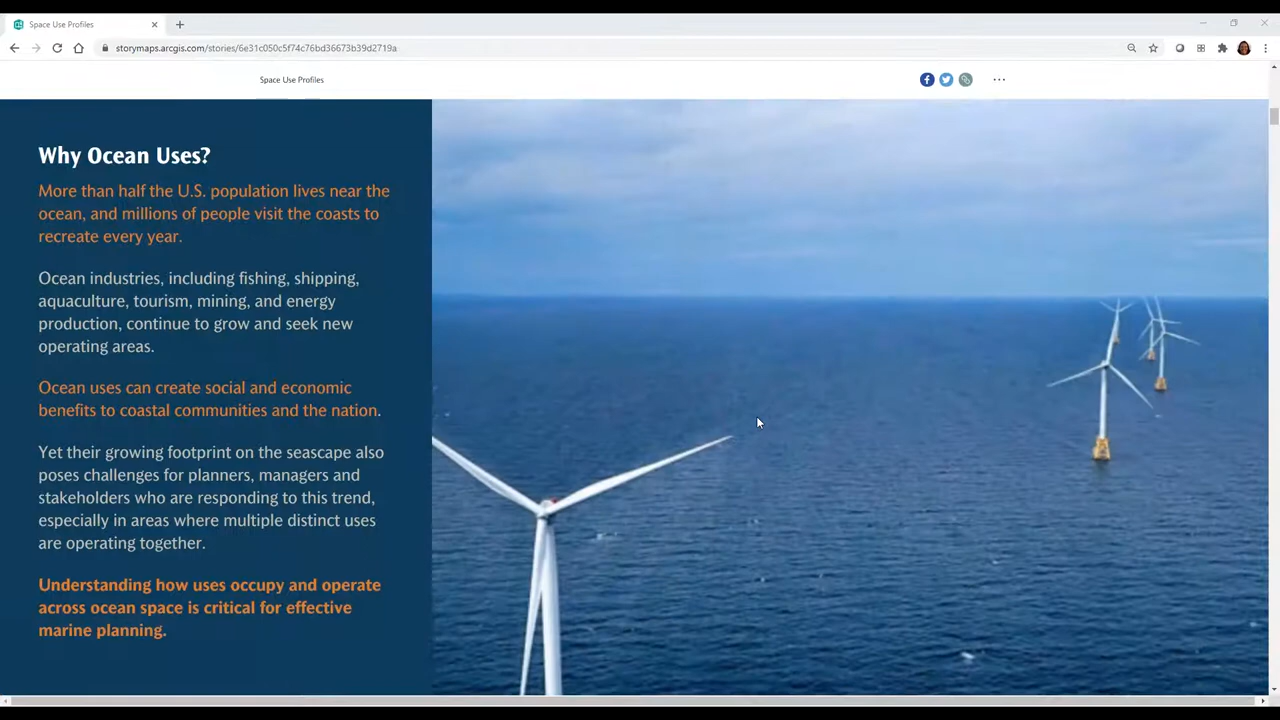 Space Use Profiles
storymaps.arcgis.com/stories/6e31c050c5f74c76bd36673b39d2719a
Space Use Profiles
Why Ocean Uses?
More than half the U.S. population lives near the
ocean, and millions of people visit the coasts to
recreate every year.
Ocean industries, including fishing, shipping,
aquaculture, tourism, mining, and energy
production, continue to grow and seek new
operating areas.
Ocean uses can create social and economic
benefits to coastal communities and the nation.
Yet their growing footprint on the seascape also
poses challenges for planners, managers and
stakeholders who are responding to this trend,
especially in areas where multiple distinct uses
are operating together.
Understanding how uses occupy and operate
across ocean space is critical for effective
marine planning.